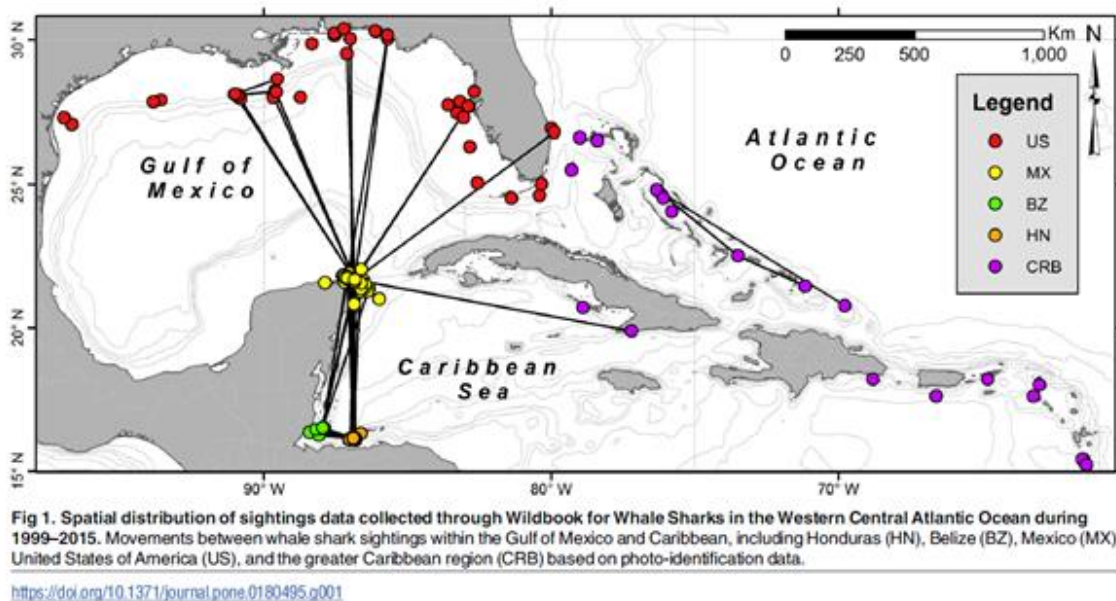 30° N
25° N
20° N
15° N
Km
0 250 500 1,000
N
Legend
US
MX
BZ
HN
CRB
Atlantic
Ocean
Gulf of
Mexico
Caribbean
Sea
90° W 80° W 70° W
Fig 1. Spatial distribution of sightings data collected through Wildbook for Whale Sharks in the Western Central Atlantic Ocean during
1999–2015. Movements between whale shark sightings within the Gulf of Mexico and Caribbean, including Honduras (HN), Belize (BZ), Mexico (MX)
United States of America (US), and the greater Caribbean region (CRB) based on photo-identification data.
https://doi.org/10.1371/journal.pone.0180495.g001